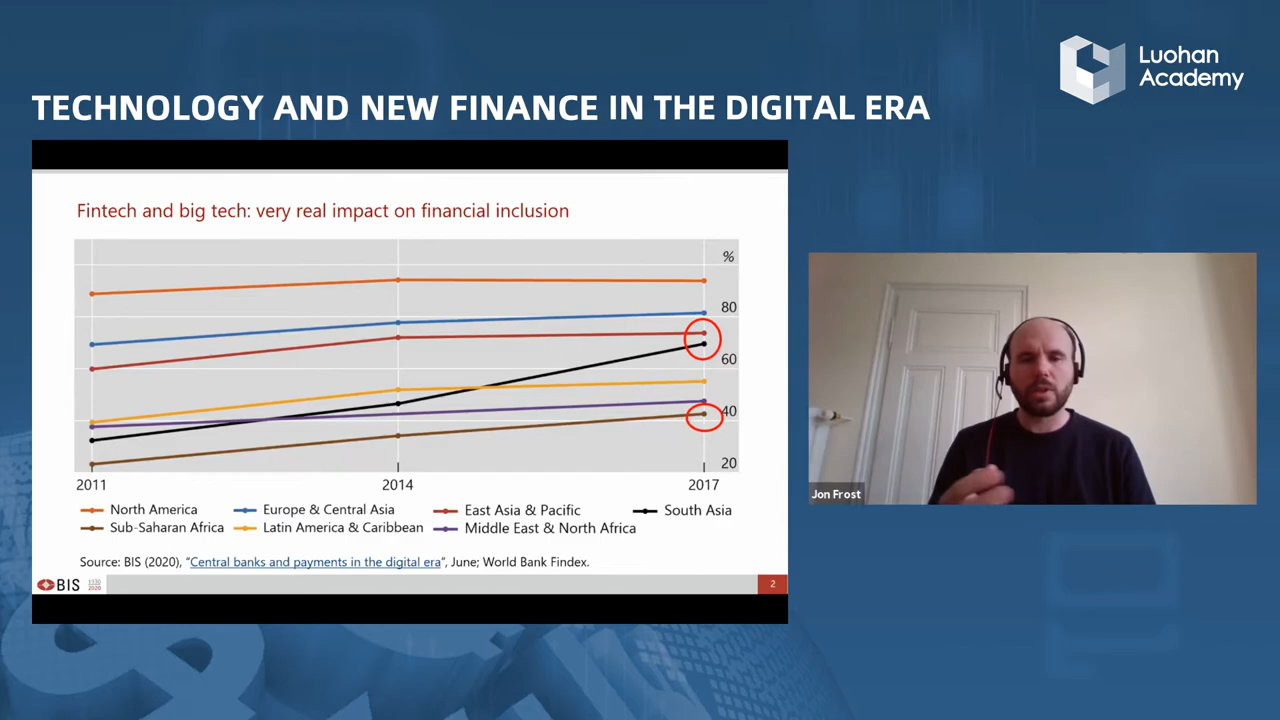 Luohan
Academy
TECHNOLOGY AND NEW FINANCE IN THE DIGITAL ERA
Fintech and big tech: very real impact on financial inclusion
%
80
60
40
20
2011 2014 2017
North America Europe & Central Asia East Asia & Pacific South Asia
Sub-Saharan Africa Latin America & Caribbean Middle East & North Africa
Source: BIS (2020), “Central banks and payments in the digital era”, June; World Bank Findex.
BIS 1930 2020
2
Jon Frost